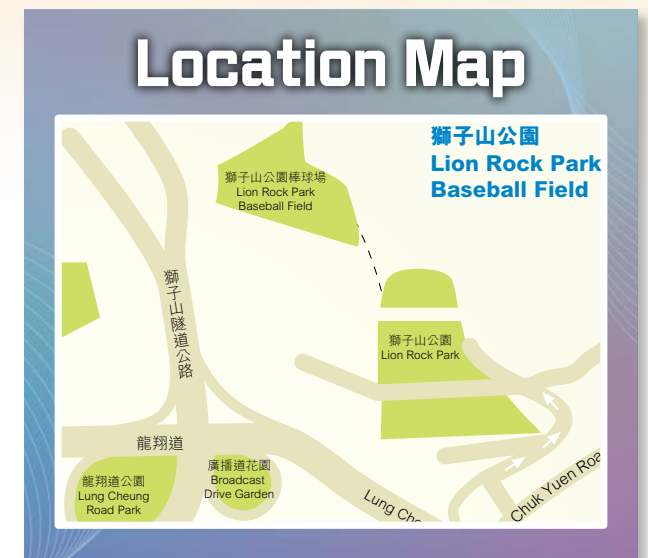 Location Map
獅子山公園
Lion Rock Park
Baseball Field
獅子山公園棒球場
Lion Rock Park
Baseball Field
獅子山隧道公路
獅子山公園
Lion Rock Park
龍翔道
龍翔道公園
Lung Cheung
Road Park
廣播道花園
Broadcast
Drive Garden
Lung
Chuk Yuen